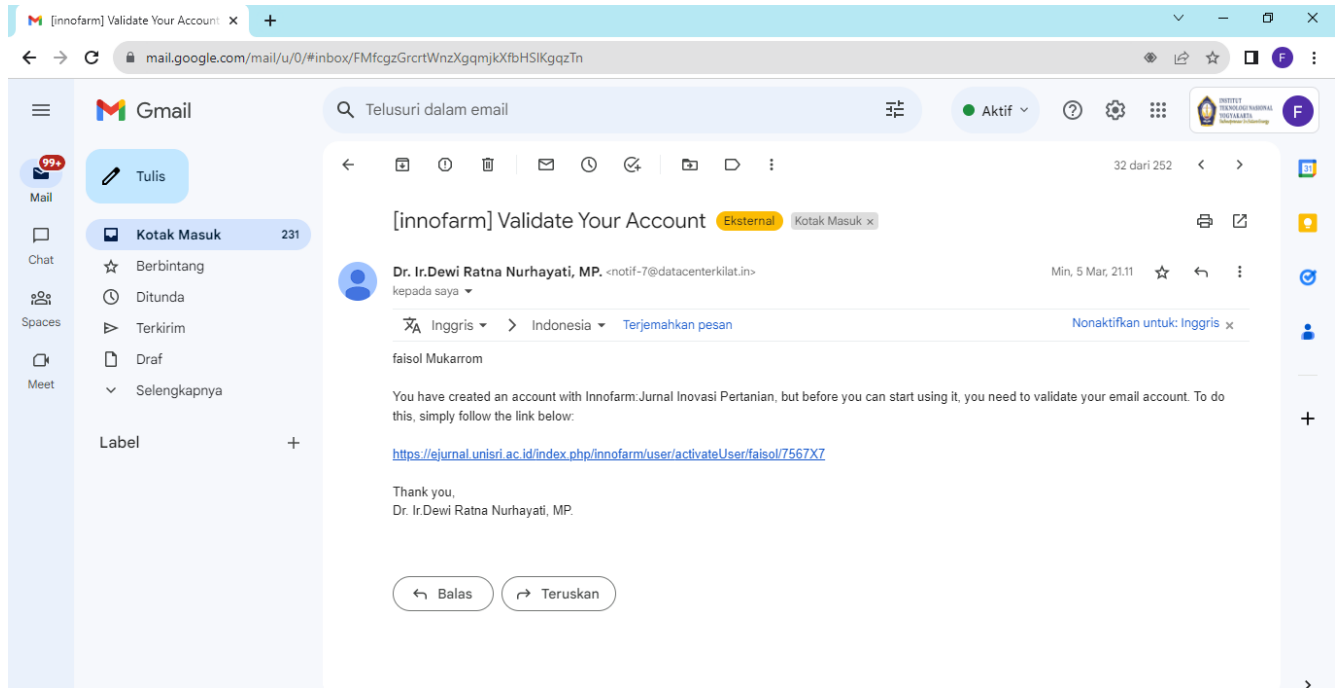 [innofarm] Validate Your Account
mail.google.com/mail/u/0/#inbox/FMfcgzGrcrtWnzXgqmjkXfbHSlKgqzTn
F
Gmail
Telusuri dalam email
Aktif
INSTITUT
TEKNOLOGI NASIONAL
YOGYAKARTA
F
99+
Mail
Chat
Spaces
Meet
Tulis
Kotak Masuk 231
Berbintang
Ditunda
Terkirim
Draf
Selengkapnya
Label
32 dari 252
[innofarm] Validate Your Account Eksternal Kotak Masuk x
Dr. Ir.Dewi Ratna Nurhayati, MP. <notif-7@datacenterkilat.in> Min, 5 Mar, 21.11
kepada saya
Inggris > Indonesia Terjemahkan pesan Nonaktifkan untuk: Inggris x
faisol Mukarrom
You have created an account with Innofarm:Jurnal Inovasi Pertanian, but before you can start using it, you need to validate your email account. To do
this, simply follow the link below:
https://ejurnal.unisri.ac.id/index.php/innofarm/user/activateUser/faisol/7567X7
Thank you,
Dr. Ir.Dewi Ratna Nurhayati, MP.
Balas
Teruskan
31